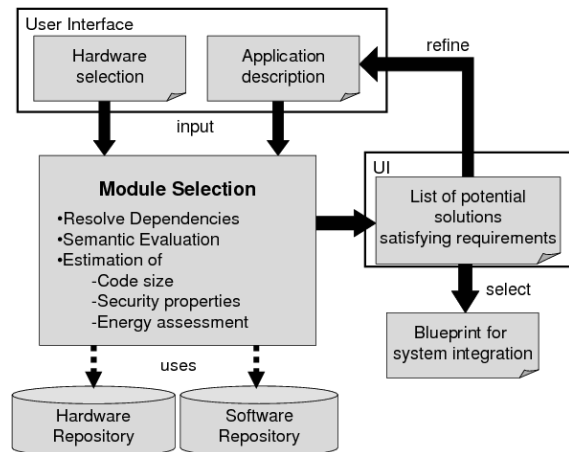 User Interface
Hardware
selection
Application
description
refine
input
UI
Module Selection
•Resolve Dependencies
•Semantic Evaluation
•Estimation of
-Code size
-Security properties
-Energy assessment
List of potential
solutions
satisfying requirements
select
Blueprint for
system integration
uses
Hardware
Repository
Software
Repository